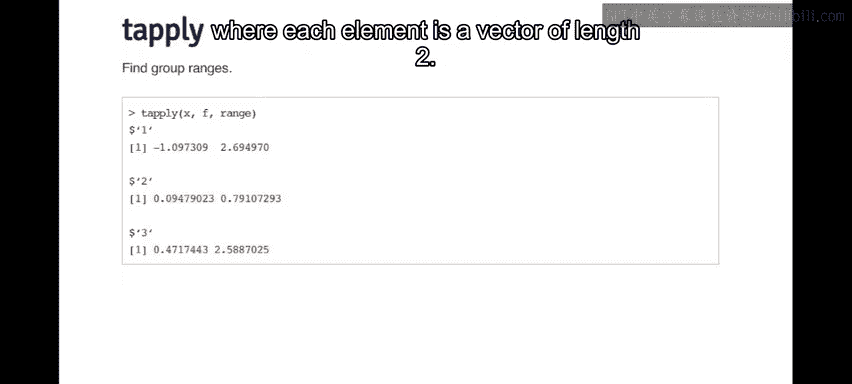 tapply where each element is a vector of length
2.
Find group ranges.
> tapply(x, f, range)
$‘1‘
[1] -1.097309  2.694970
$‘2‘
[1] 0.09479023 0.79107293
$‘3‘
[1] 0.4717443 2.5887025